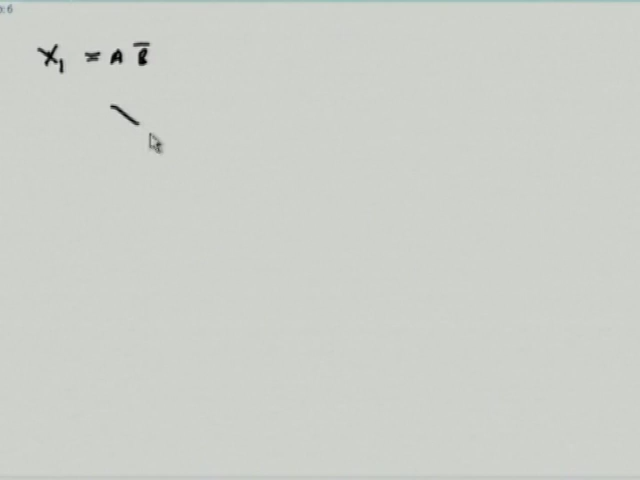 X₁ = A B̅